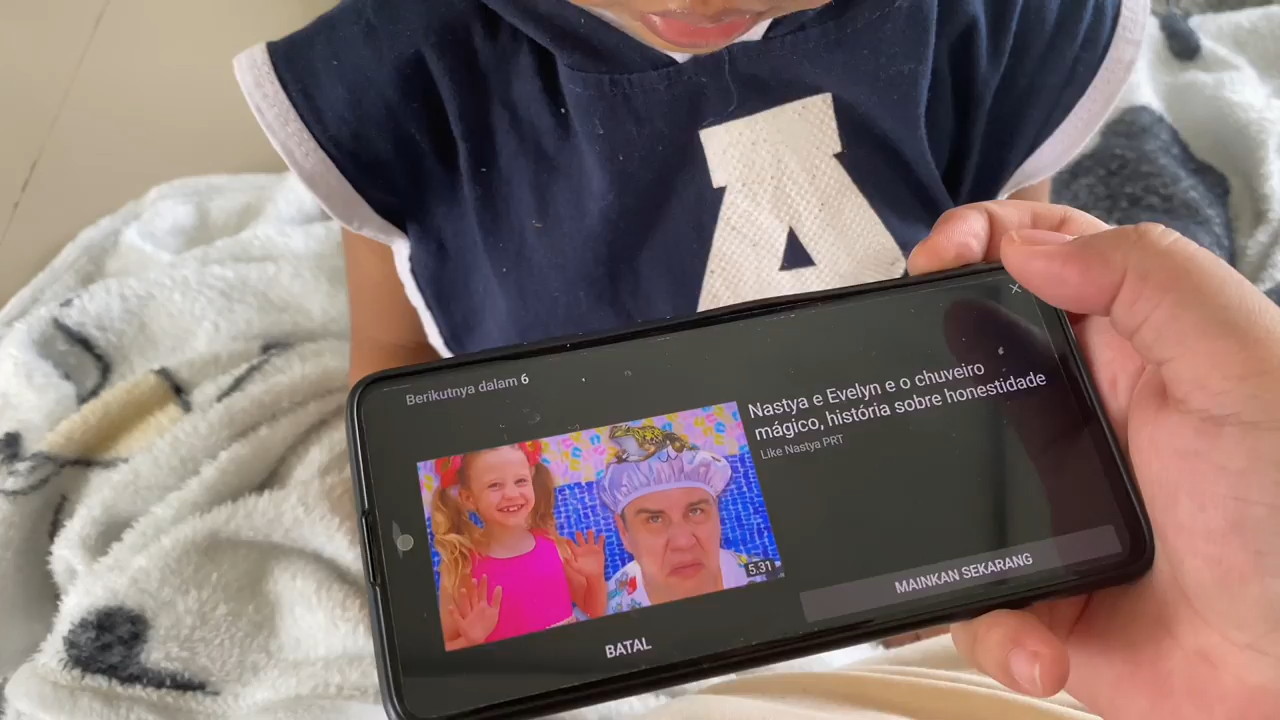 A
Berikutnya dalam 6
Nastya e Evelyn e o chuveiro
mágico, história sobre honestidade
Like Nastya PRT
5.31
MAINKAN SEKARANG
BATAL